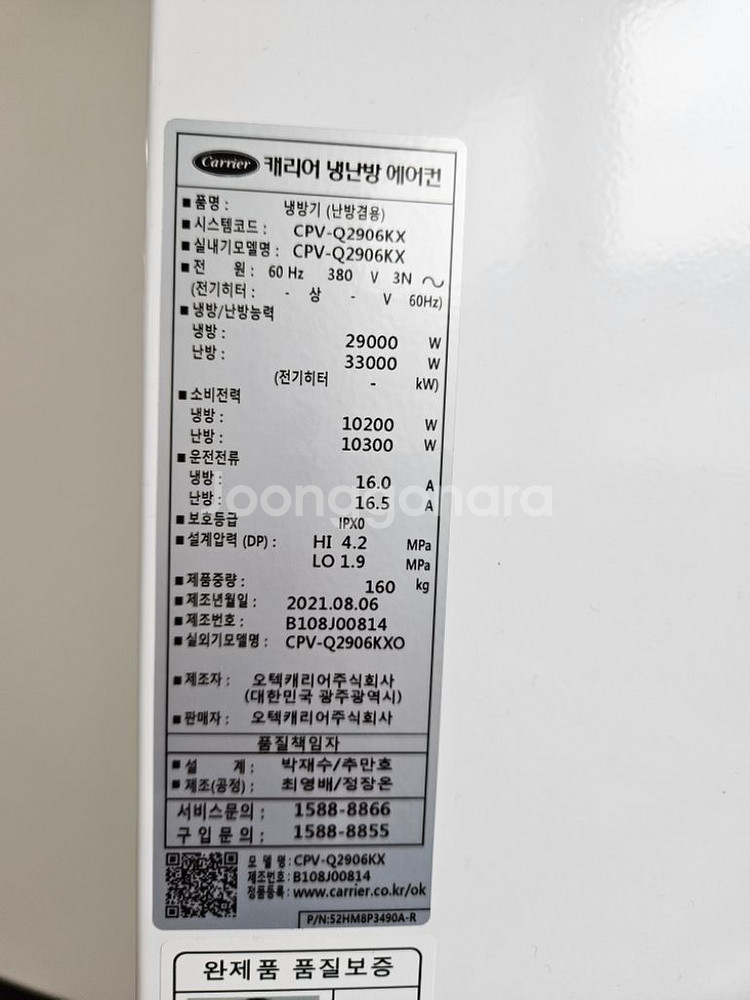 Carrier 캐리어 냉난방 에어컨
■ 품명 : 냉방기 (난방겸용)
■ 시스템코드 : CPV-Q2906KX
■ 실내기모델명 : CPV-Q2906KX
■ 전 원 : 60 Hz 380 V 3N ～
(전기히터 : - 상 - V 60Hz)
■ 냉방/난방능력
냉방 : 29000 W
난방 : 33000 W
(전기히터 - kW)
■ 소비전력
냉방 : 10200 W
난방 : 10300 W
■ 운전전류
냉방 : 16.0 A
난방 : 16.5 A
■ 보호등급 IPX0
■ 설계압력 (DP) : HI 4.2 MPa
LO 1.9 MPa
■ 제품중량 : 160 kg
■ 제조년월일 : 2021.08.06
■ 제조번호 : B108J00814
■ 실외기모델명 : CPV-Q2906KXO
■ 제조자 : 오텍캐리어주식회사
(대한민국 광주광역시)
■ 판매자 : 오텍캐리어주식회사
품질책임자
■ 설 계 : 박재수/추만호
■ 제조(공정) : 최영배/정장온
서비스문의 : 1588-8866
구 입 문 의 : 1588-8855
모 델 명 : CPV-Q2906KX
제조번호 : B108J00814
정품등록 : www.carrier.co.kr/ok
P/N:52HM8P3490A-R
완제품 품질보증
joonggonara